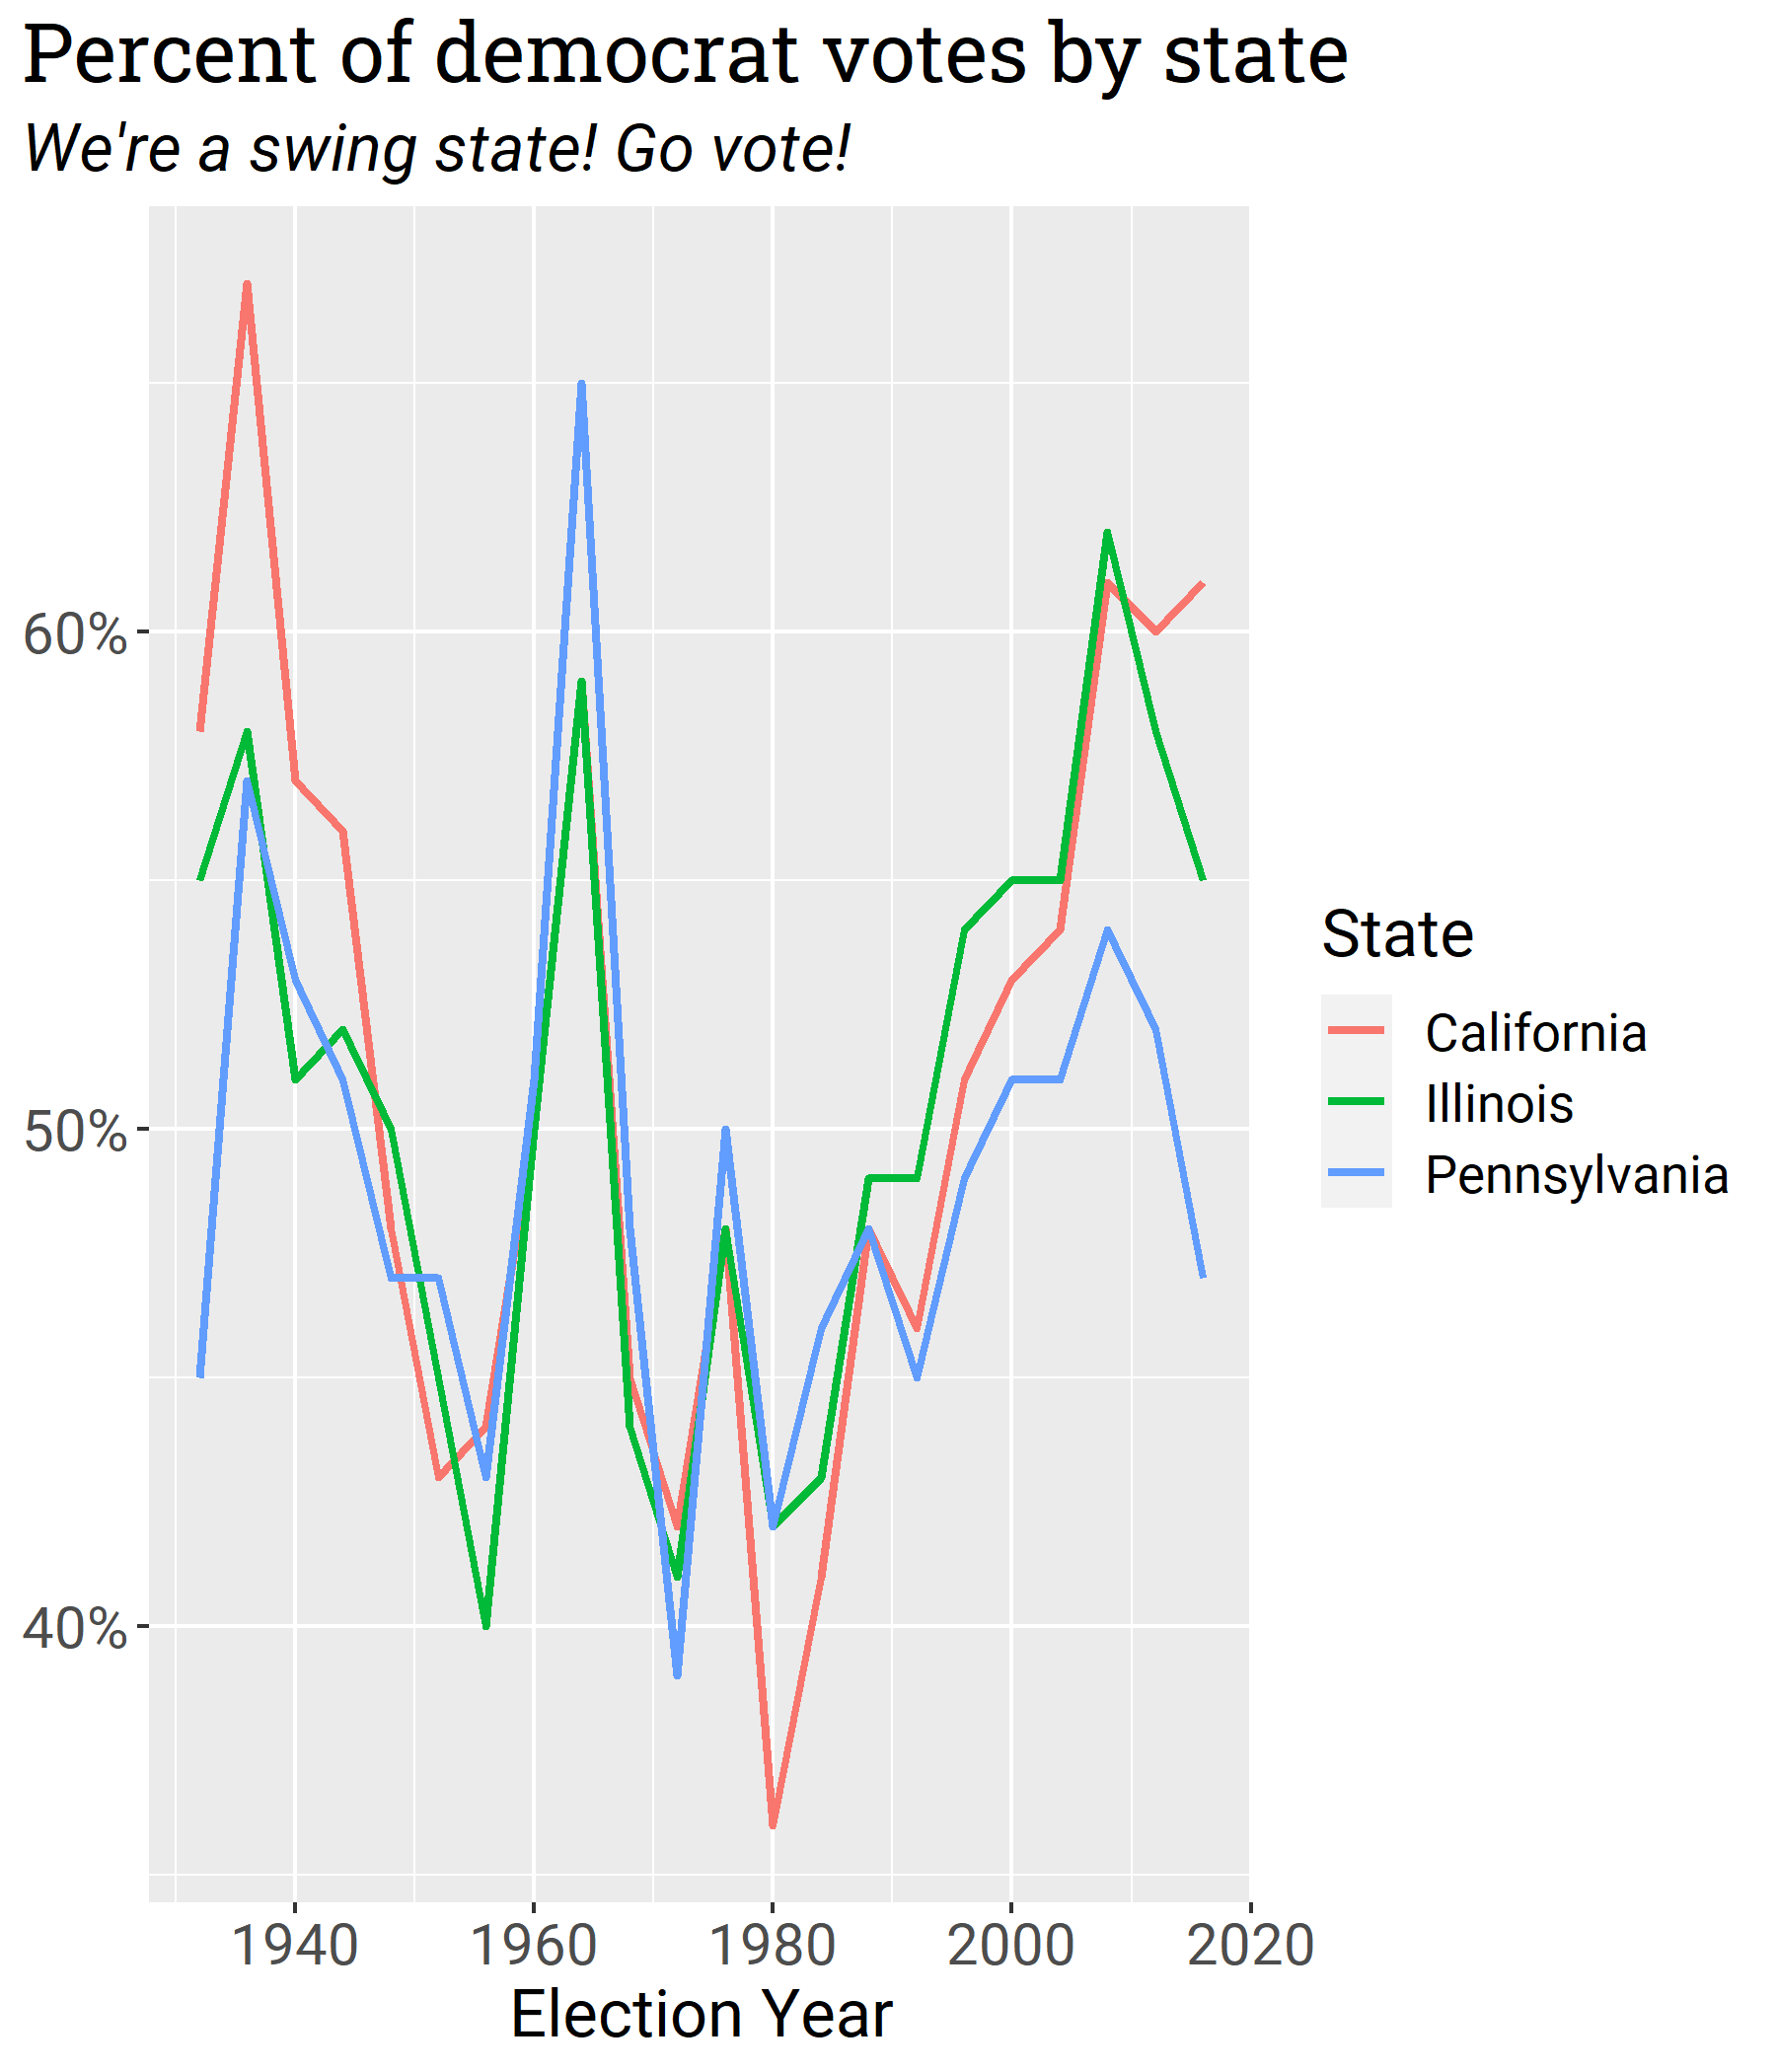 Percent of democrat votes by state
We're a swing state! Go vote!
60%
50%
40%
1940 1960 1980 2000 2020
Election Year
State
California
Illinois
Pennsylvania